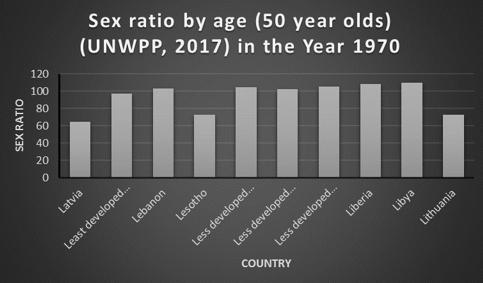 Sex ratio by age (50 year olds)
(UNWPP, 2017) in the Year 1970
120
100
80
60
40
20
0
SEX RATIO
Latvia
Least developed...
Lebanon
Lesotho
Less developed...
Less developed...
Less developed...
Liberia
Libya
Lithuania
COUNTRY